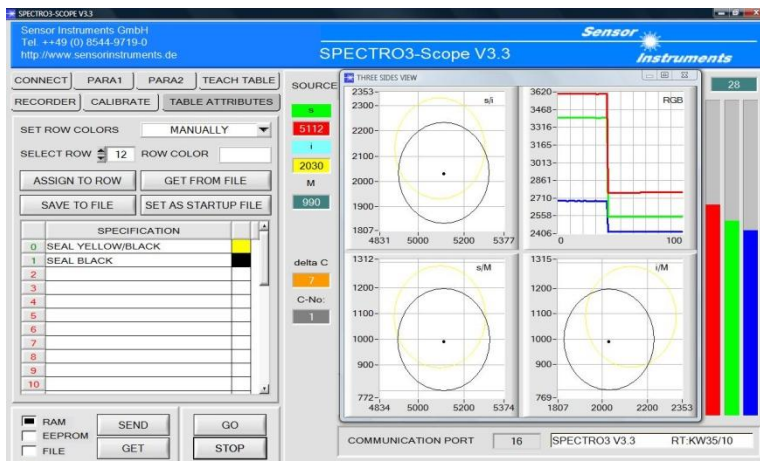 SPECTRO3-SCOPE V3.3
Sensor Instruments GmbH
Tel. ++49 (0) 8544-9719-0
http://www.sensorinstruments.de
SPECTRO3-Scope V3.3
Sensor
Instruments
CONNECT PARA1 PARA2 TEACH TABLE
RECORDER CALIBRATE TABLE ATTRIBUTES
SET ROW COLORS MANUALLY
SELECT ROW 12 ROW COLOR
ASSIGN TO ROW GET FROM FILE
SAVE TO FILE SET AS STARTUP FILE
SPECIFICATION
0 SEAL YELLOW/BLACK
1 SEAL BLACK
2
3
4
5
6
7
8
9
10
RAM
EEPROM
FILE
SEND
GET
GO
STOP
SOURCE
s
5112
i
2030
M
990
delta C
7
C-No:
1
THREE SIDES VIEW
s/i
2353-
2300-
2200-
2100-
2000-
1900-
1807-
4831 5000 5200 5377
RGB
3620-
3468-
3316-
3165-
3013-
2861-
2710-
2558-
2406-
0 100
s/M
1312-
1200-
1100-
1000-
900-
772-
4834 5000 5200 5374
i/M
1315-
1200-
1100-
1000-
900-
769-
1807 2000 2200 2353
28
COMMUNICATION PORT 16 SPECTRO3 V3.3 RT:KW35/10